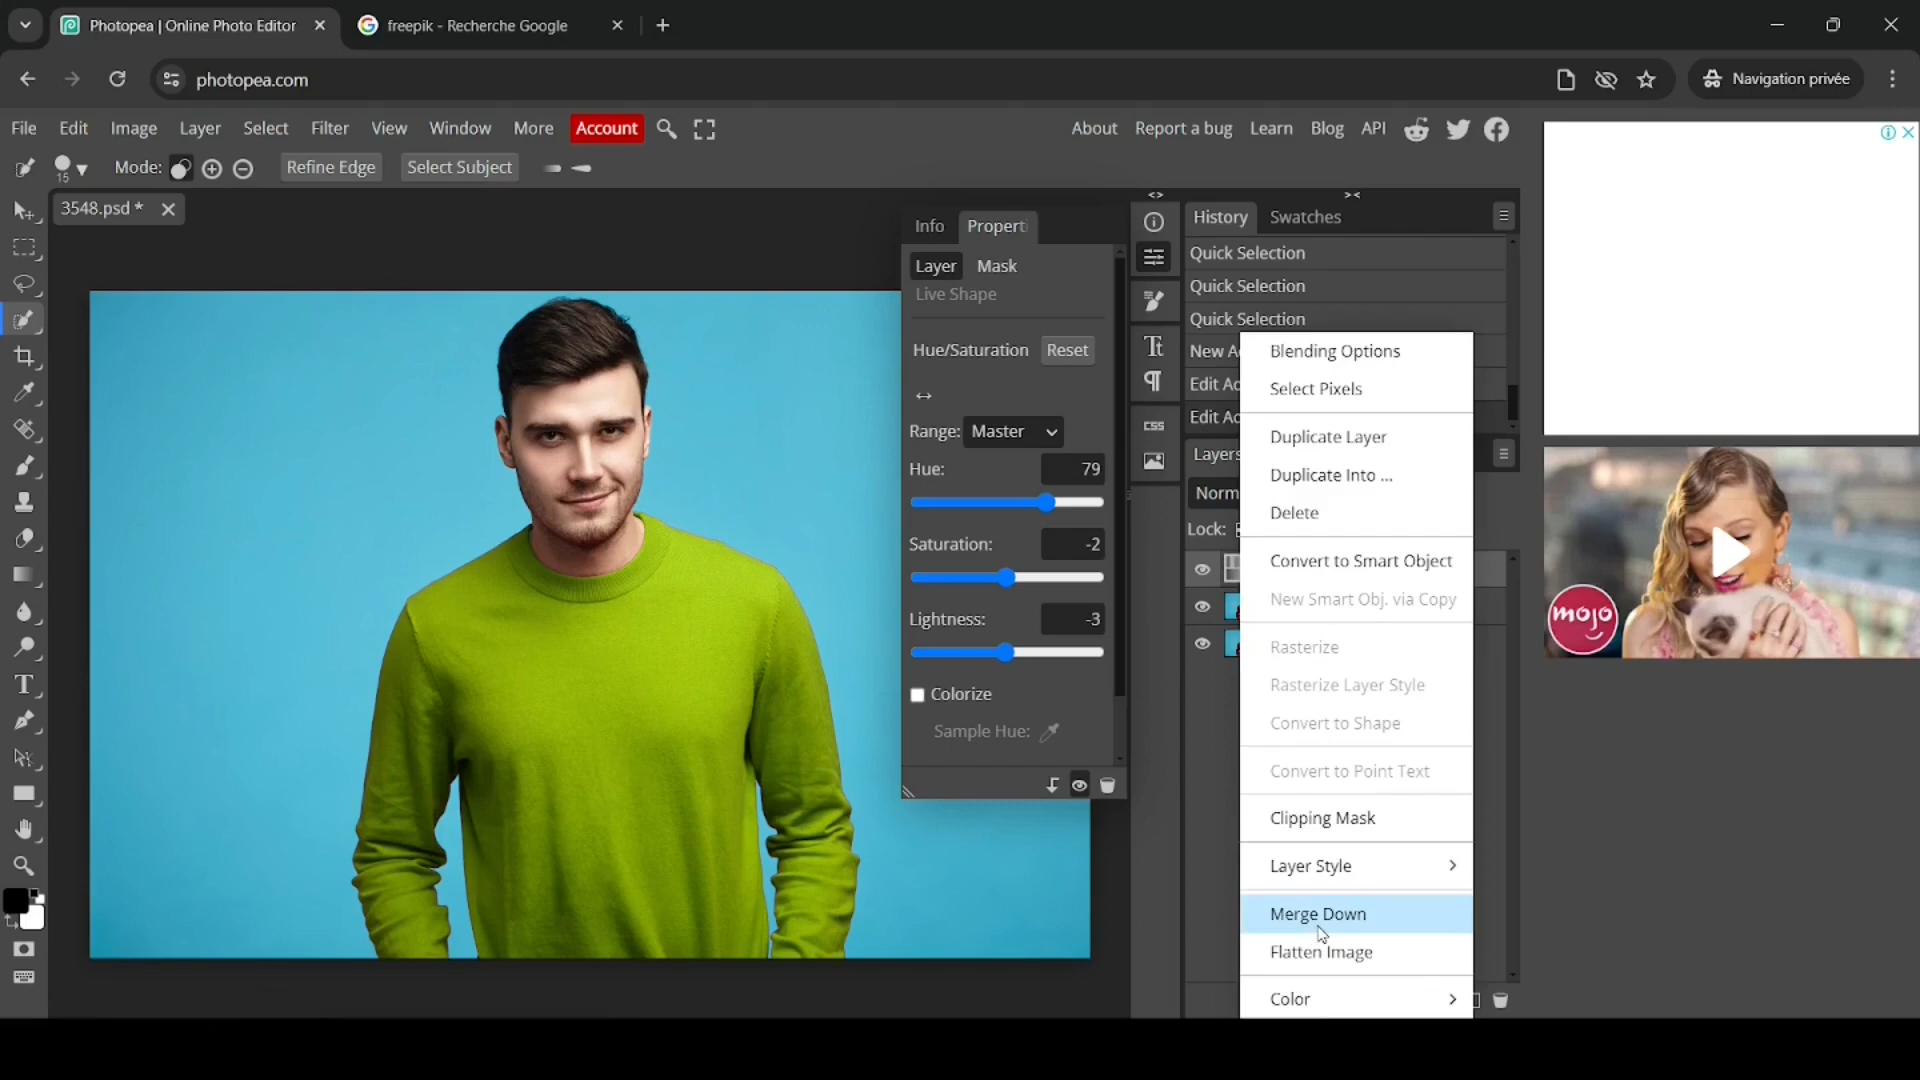 Photopea | Online Photo Editor
freepik - Recherche Google
photopea.com
Navigation privée
File Edit Image Layer Select Filter View Window More Account
About Report a bug Learn Blog API
15 Mode: Refine Edge Select Subject
3548.psd *
Info Properti
Layer Mask
Live Shape
Hue/Saturation Reset
Range: Master
Hue: 79
Saturation: -2
Lightness: -3
Colorize
Sample Hue:
CSS
History Swatches
Quick Selection
Quick Selection
Quick Selection
New A
Edit Ac
Edit Ac
Layers
Norm
Lock:
Blending Options
Select Pixels
Duplicate Layer
Duplicate Into ...
Delete
Convert to Smart Object
New Smart Obj. via Copy
Rasterize
Rasterize Layer Style
Convert to Shape
Convert to Point Text
Clipping Mask
Layer Style
Merge Down
Flatten Image
Color
mojo